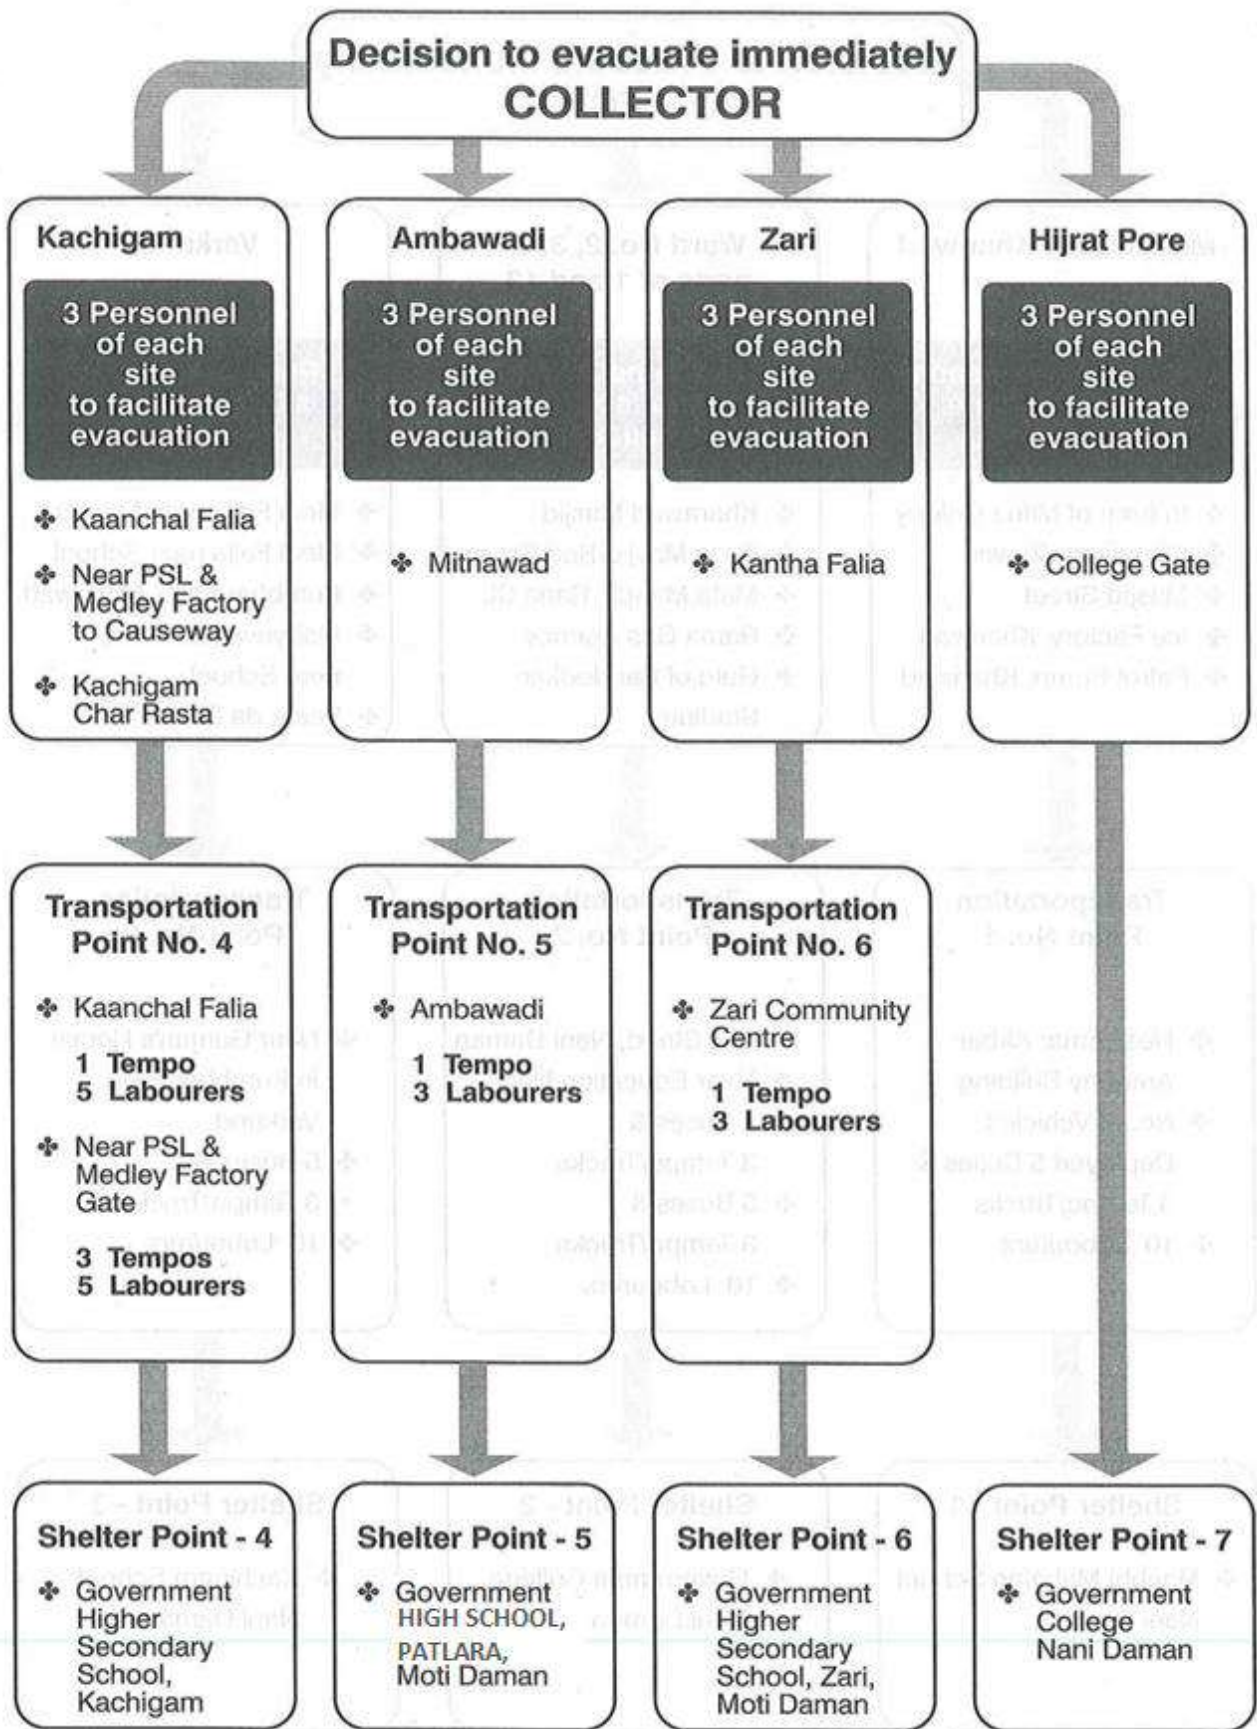 Decision to evacuate immediately
COLLECTOR
Kachigam
3 Personnel
of each
site
to facilitate
evacuation
✤ Kaanchal Falia
✤ Near PSL &
Medley Factory
to Causeway
✤ Kachigam
Char Rasta
Ambawadi
3 Personnel
of each
site
to facilitate
evacuation
✤ Mitnawad
Zari
3 Personnel
of each
site
to facilitate
evacuation
✤ Kantha Falia
Hijrat Pore
3 Personnel
of each
site
to facilitate
evacuation
✤ College Gate
Transportation
Point No. 4
✤ Kaanchal Falia
1 Tempo
5 Labourers
✤ Near PSL &
Medley Factory
Gate
3 Tempos
5 Labourers
Transportation
Point No. 5
✤ Ambawadi
1 Tempo
3 Labourers
Transportation
Point No. 6
✤ Zari Community
Centre
1 Tempo
3 Labourers
Shelter Point - 4
✤ Government
Higher
Secondary
School,
Kachigam
Shelter Point - 5
✤ Government
HIGH SCHOOL,
PATLARA,
Moti Daman
Shelter Point - 6
✤ Government
Higher
Secondary
School, Zari,
Moti Daman
Shelter Point - 7
✤ Government
College
Nani Daman